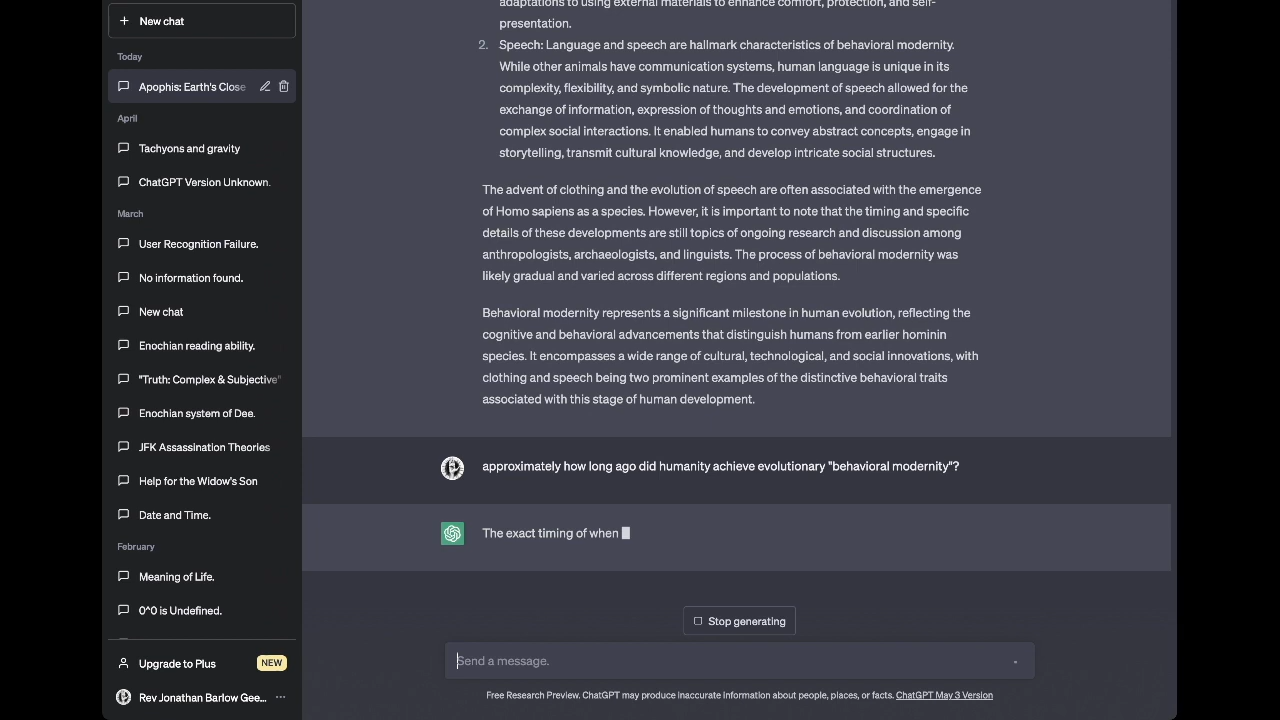 New chat
Today
Apophis: Earth's Close
April
Tachyons and gravity
ChatGPT Version Unknown.
March
User Recognition Failure.
No information found.
New chat
Enochian reading ability.
"Truth: Complex & Subjective"
Enochian system of Dee.
JFK Assassination Theories
Help for the Widow's Son
Date and Time.
February
Meaning of Life.
0^0 is Undefined.
Upgrade to Plus NEW
Rev Jonathan Barlow Gee...
adaptations to using external materials to enhance comfort, protection, and self-
presentation.
2. Speech: Language and speech are hallmark characteristics of behavioral modernity.
While other animals have communication systems, human language is unique in its
complexity, flexibility, and symbolic nature. The development of speech allowed for the
exchange of information, expression of thoughts and emotions, and coordination of
complex social interactions. It enabled humans to convey abstract concepts, engage in
storytelling, transmit cultural knowledge, and develop intricate social structures.
The advent of clothing and the evolution of speech are often associated with the emergence
of Homo sapiens as a species. However, it is important to note that the timing and specific
details of these developments are still topics of ongoing research and discussion among
anthropologists, archaeologists, and linguists. The process of behavioral modernity was
likely gradual and varied across different regions and populations.
Behavioral modernity represents a significant milestone in human evolution, reflecting the
cognitive and behavioral advancements that distinguish humans from earlier hominin
species. It encompasses a wide range of cultural, technological, and social innovations, with
clothing and speech being two prominent examples of the distinctive behavioral traits
associated with this stage of human development.
approximately how long ago did humanity achieve evolutionary "behavioral modernity"?
The exact timing of when
Stop generating
Send a message.
Free Research Preview. ChatGPT may produce inaccurate information about people, places, or facts. ChatGPT May 3 Version